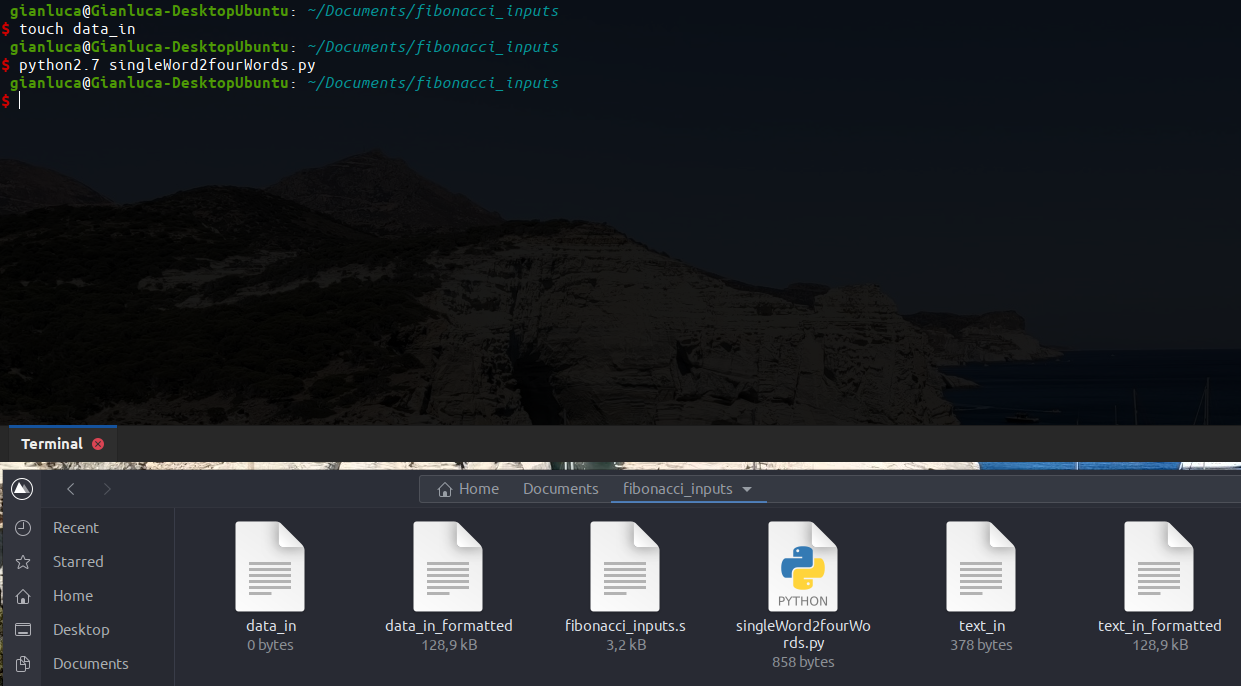 gianluca@Gianluca-DesktopUbuntu: ~/Documents/fibonacci_inputs
$ touch data_in
gianluca@Gianluca-DesktopUbuntu: ~/Documents/fibonacci_inputs
$ python2.7 singleWord2fourWords.py
gianluca@Gianluca-DesktopUbuntu: ~/Documents/fibonacci_inputs
$
Terminal
Home Documents fibonacci_inputs
Recent
Starred
Home
Desktop
Documents
data_in
0 bytes
data_in_formatted
128,9 kB
fibonacci_inputs.s
3,2 kB
PYTHON
singleWord2fourWo
rds.py
858 bytes
text_in
378 bytes
text_in_formatted
128,9 kB